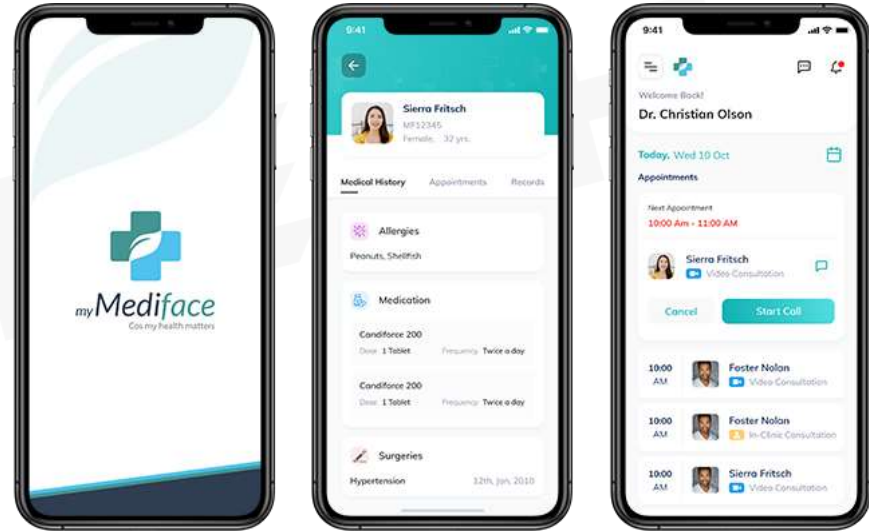 my Mediface
Cos my health matters
9:41
Sierra Fritsch
MF12345
Female, 32 yrs.
Medical History Appointments Records
Allergies
Peanuts, Shellfish
Medication
Candiforce 200
Dose 1 Tablet Frequency Twice a day
Candiforce 200
Dose 1 Tablet Frequency Twice a day
Surgeries
Hypertension 12th, Jan, 2010
9:41
Welcome Back!
Dr. Christian Olson
Today, Wed 10 Oct
Appointments
Next Appointment
10:00 Am - 11:00 AM
Sierra Fritsch
Video Consultation
Cancel Start Call
10:00 AM
Foster Nolan
Video Consultation
10:00 AM
Foster Nolan
In-Clinic Consultation
10:00 AM
Sierra Fritsch
Video Consultation